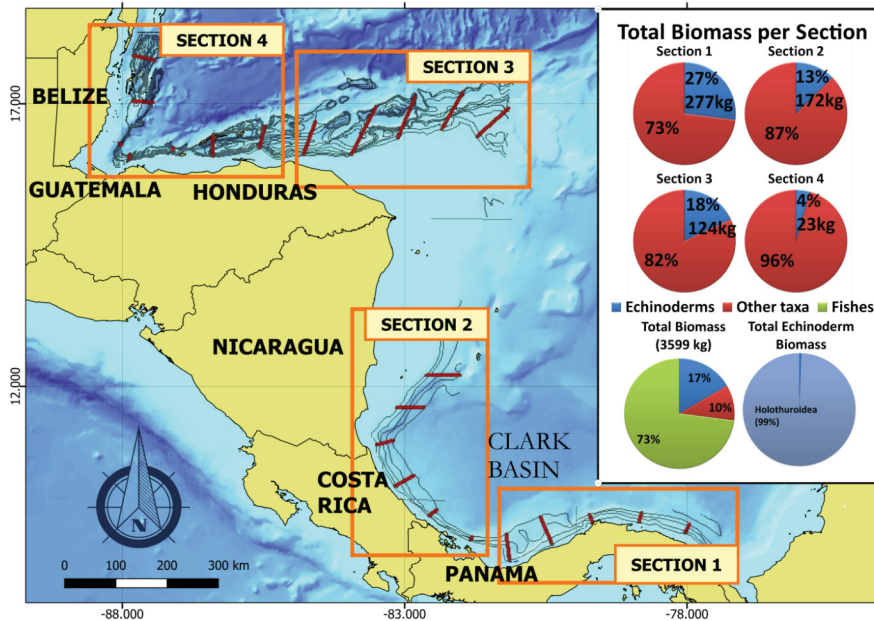 SECTION 4
SECTION 3
BELIZE
17.000
GUATEMALA
HONDURAS
SECTION 2
NICARAGUA
12.000
CLARK
BASIN
COSTA
RICA
N
0 100 200 300 km
PANAMA
SECTION 1
-88.000
-83.000
-78.000
Total Biomass per Section
Section 1
27%
277kg
73%
Section 2
13%
172kg
87%
Section 3
18%
124kg
82%
Section 4
4%
23kg
96%
Echinoderms Other taxa Fishes
Total Biomass
(3599 kg)
17%
10%
73%
Total Echinoderm
Biomass
Holothuroidea
(99%)